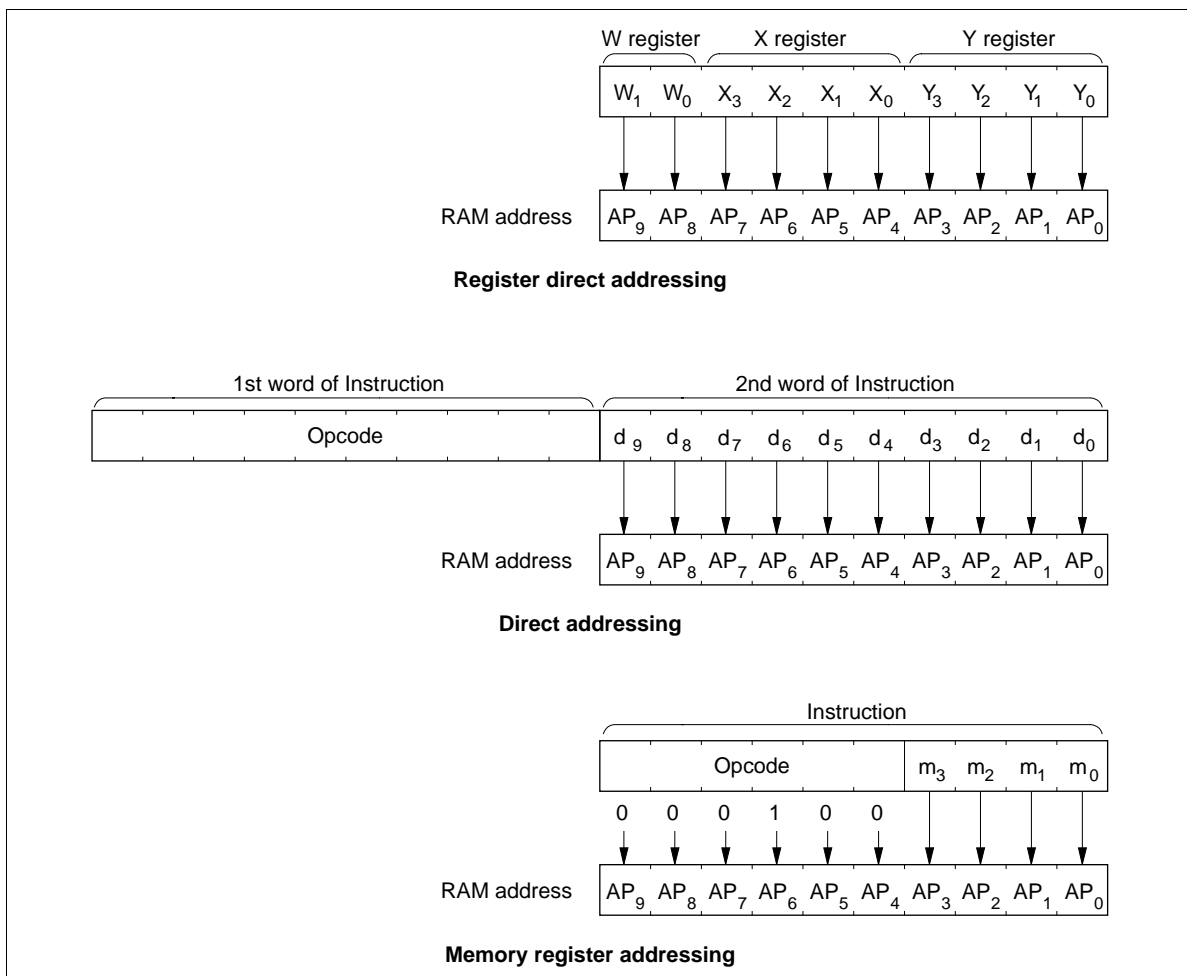 W register X register Y register
W1 W0 X3 X2 X1 X0 Y3 Y2 Y1 Y0
RAM address AP9 AP8 AP7 AP6 AP5 AP4 AP3 AP2 AP1 AP0
Register direct addressing
1st word of Instruction 2nd word of Instruction
Opcode d9 d8 d7 d6 d5 d4 d3 d2 d1 d0
RAM address AP9 AP8 AP7 AP6 AP5 AP4 AP3 AP2 AP1 AP0
Direct addressing
Instruction
Opcode m3 m2 m1 m0
0 0 0 1 0 0
RAM address AP9 AP8 AP7 AP6 AP5 AP4 AP3 AP2 AP1 AP0
Memory register addressing